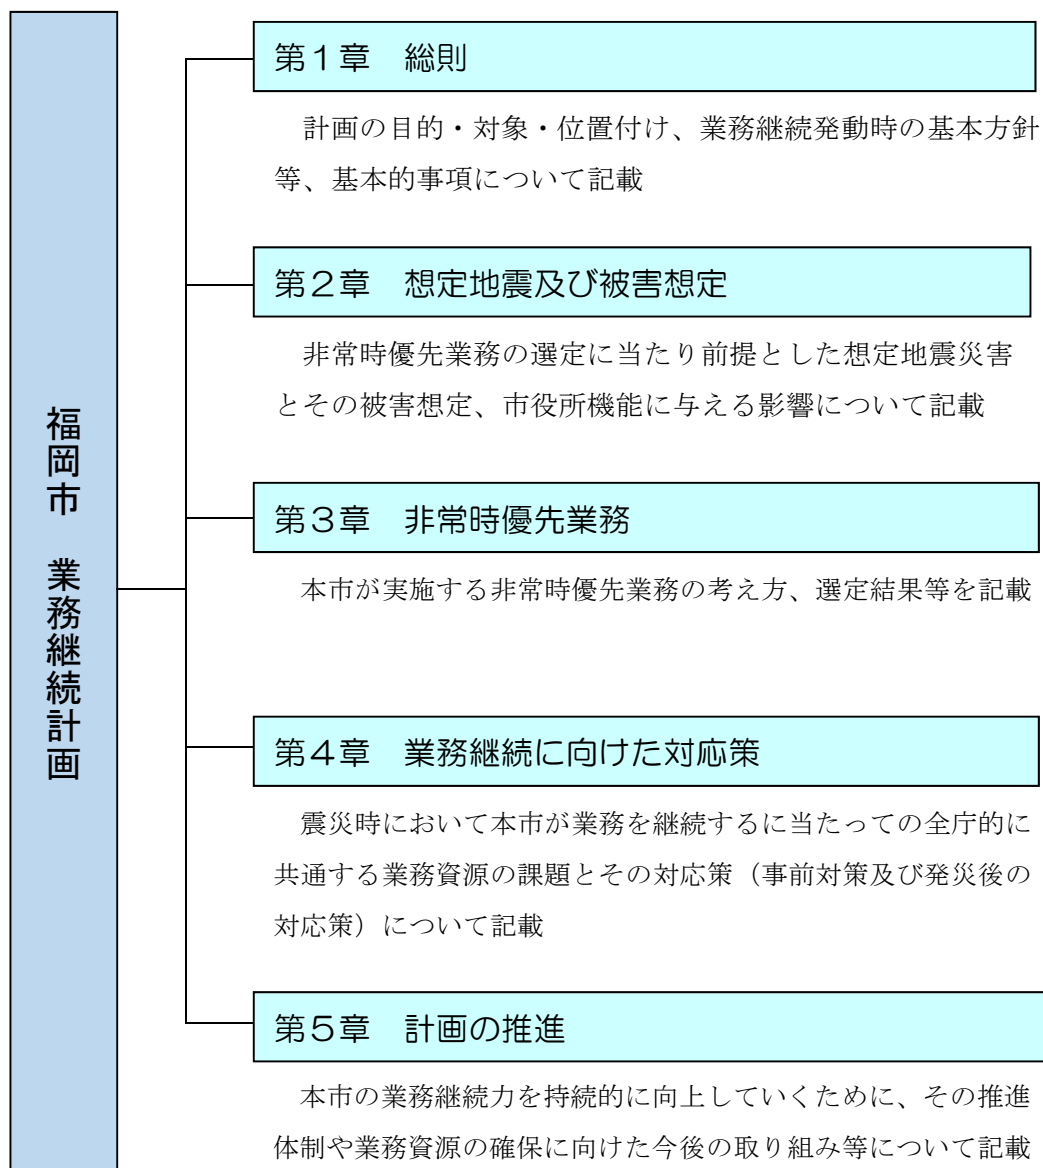 福岡市　業務継続計画
第１章　総則
計画の目的・対象・位置付け、業務継続発動時の基本方針
等、基本的事項について記載
第２章　想定地震及び被害想定
非常時優先業務の選定に当たり前提とした想定地震災害
とその被害想定、市役所機能に与える影響について記載
第３章　非常時優先業務
本市が実施する非常時優先業務の考え方、選定結果等を記載
第４章　業務継続に向けた対応策
震災時において本市が業務を継続するに当たっての全庁的に
共通する業務資源の課題とその対応策（事前対策及び発災後の
対応策）について記載
第５章　計画の推進
本市の業務継続力を持続的に向上していくために、その推進
体制や業務資源の確保に向けた今後の取り組み等について記載